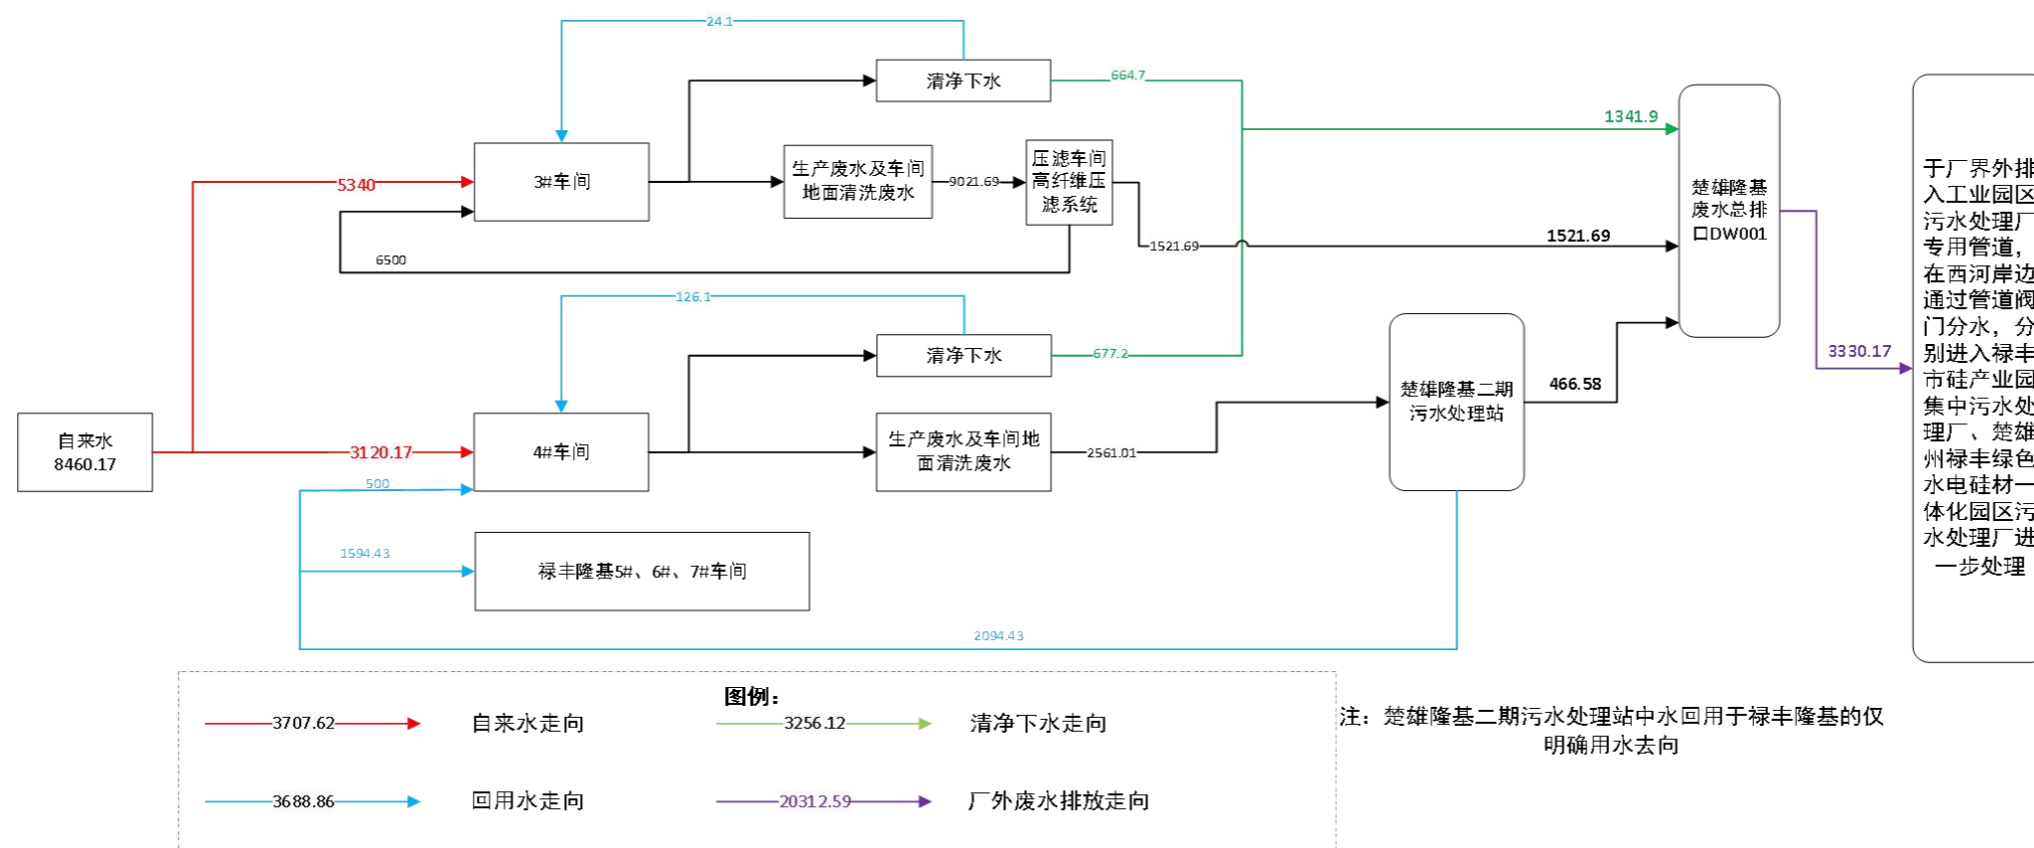 24.1
清净下水
664.7
1341.9
5340
3#车间
生产废水及车间
地面清洗废水
9021.69
压滤车间
高纤维压
滤系统
1521.69
1521.69
6500
楚雄隆基
废水总排
口DW001
3330.17
于厂界外排
入工业园区
污水处理厂
专用管道，
在西河岸边
通过管道阀
门分水，分
别进入禄丰
市硅产业园
集中污水处
理厂、楚雄
州禄丰绿色
水电硅材一
体化园区污
水处理厂进
一步处理
126.1
清净下水
677.2
自来水
8460.17
3120.17
500
4#车间
生产废水及车间地
面清洗废水
2561.01
楚雄隆基二期
污水处理站
466.58
1594.43
禄丰隆基5#、6#、7#车间
2094.43
图例：
3707.62
自来水走向
3256.12
清净下水走向
3688.86
回用水走向
20312.59
厂外废水排放走向
注：楚雄隆基二期污水处理站中水回用于禄丰隆基的仅
明确用水去向